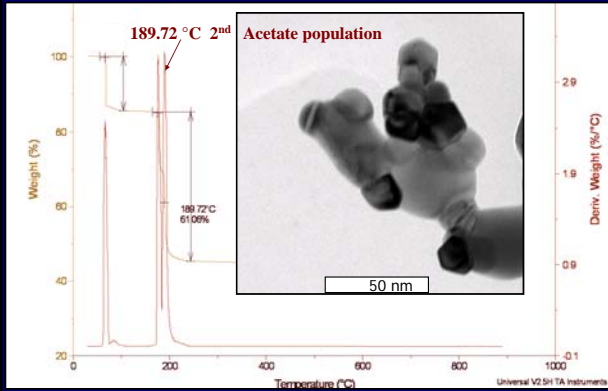 189.72 °C 2nd Acetate population
100
80
60
40
20
Weight (%)
189.72°C
61.06%
50 nm
2.9
1.9
0.9
-0.1
Deriv. Weight (%/°C)
0
200
400
600
800
1000
Temperature (°C)
Universal V2.5H TA Instruments